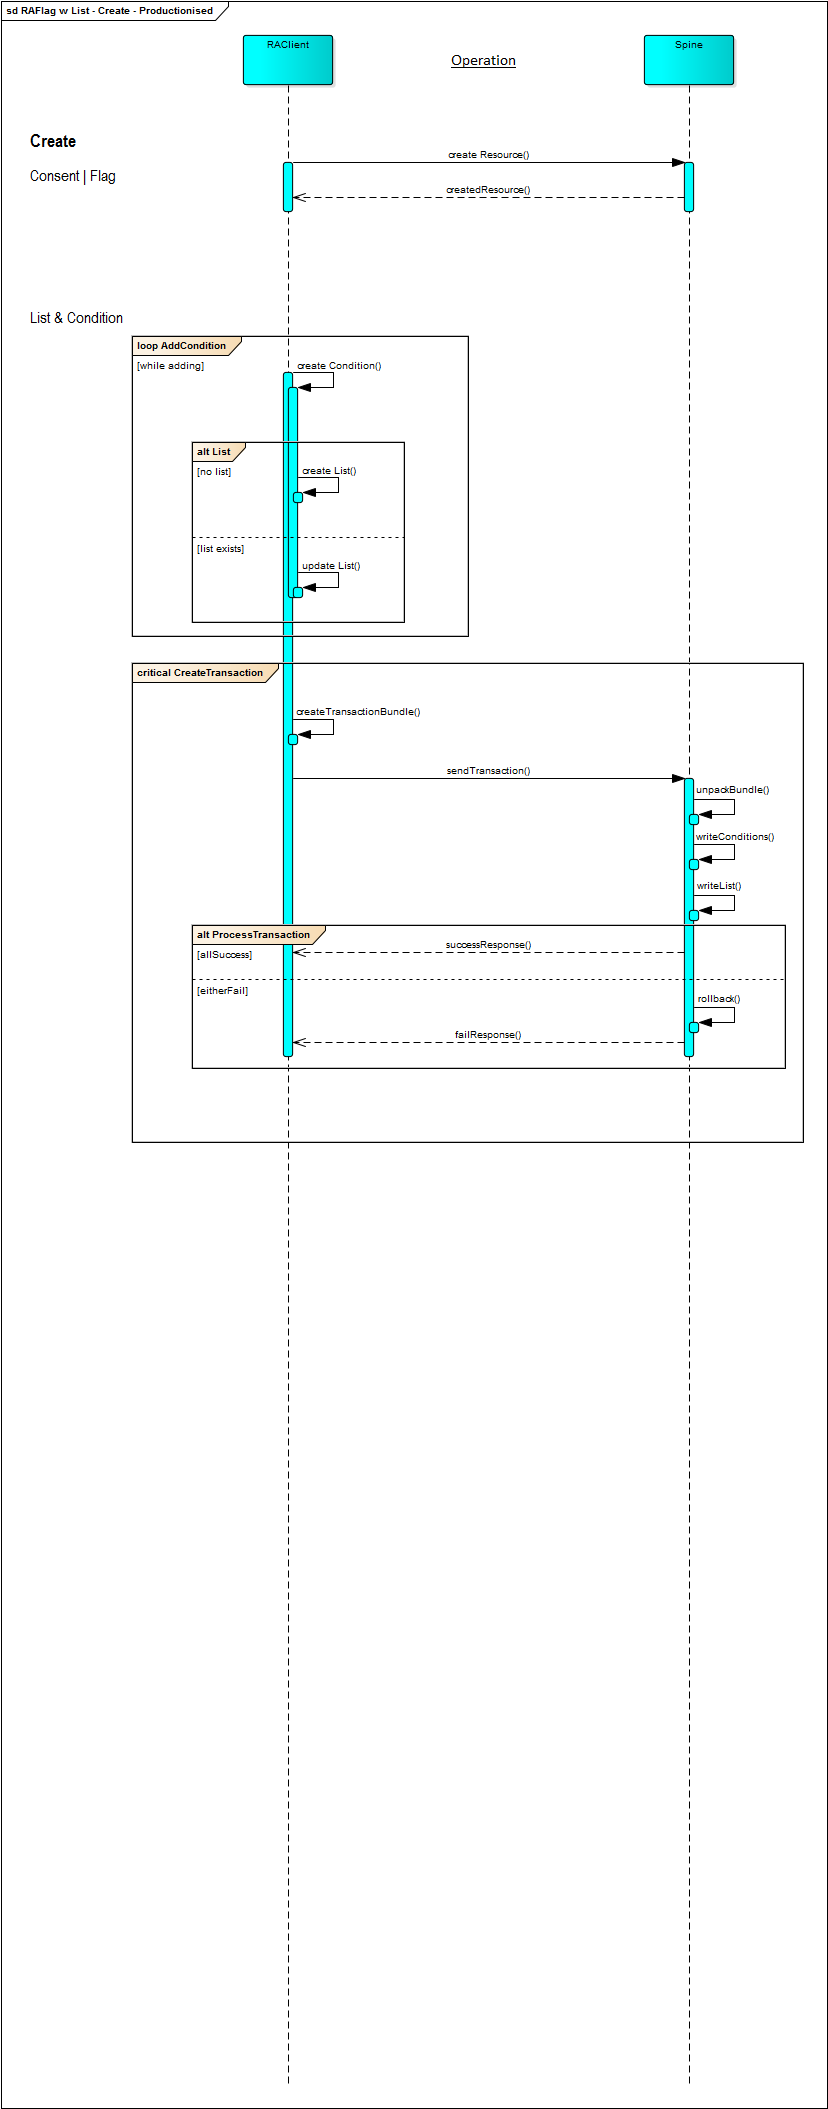 sd RAFlag w List - Create - Productionised
RAClient
Operation
Spine
Create
Consent | Flag
create Resource()
createdResource()
List & Condition
loop AddCondition
[while adding]
create Condition()
alt List
[no list]
create List()
[list exists]
update List()
critical CreateTransaction
createTransactionBundle()
sendTransaction()
unpackBundle()
writeConditions()
writeList()
alt ProcessTransaction
successResponse()
[allSuccess]
[eitherFail]
rollback()
failResponse()